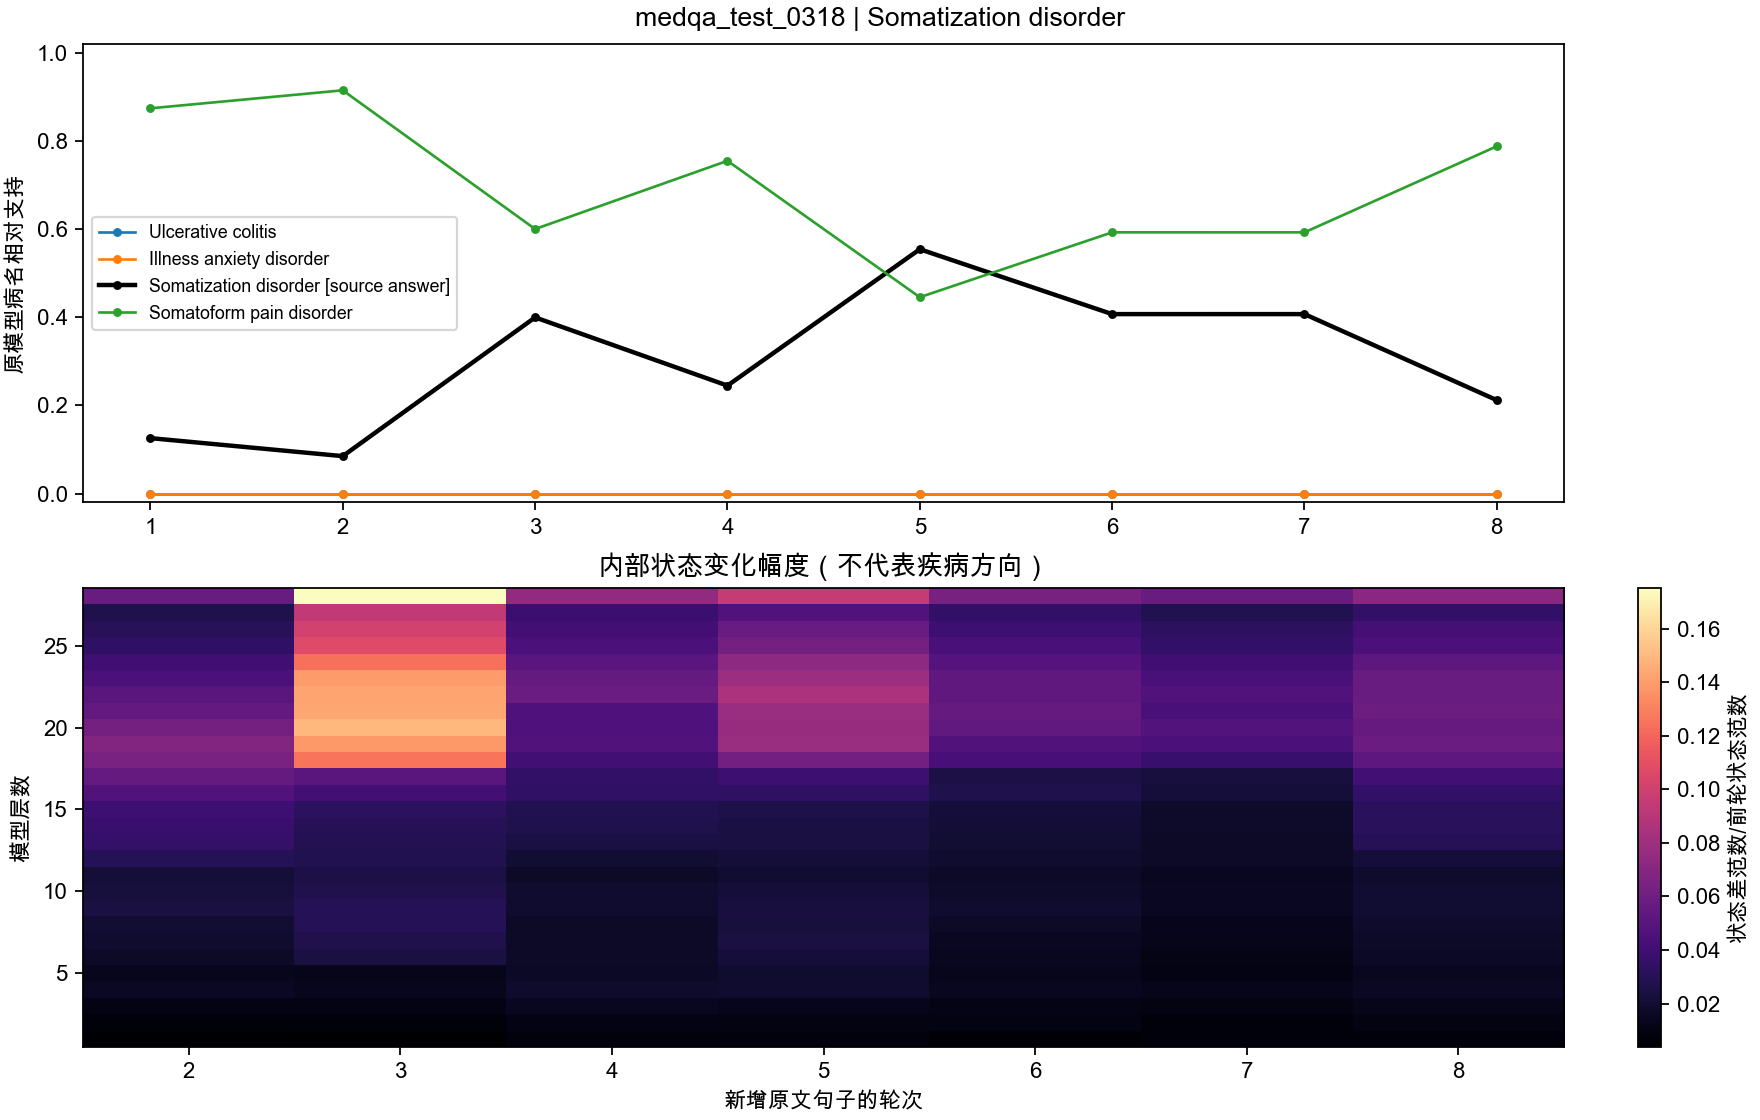 medqa_test_0318 | Somatization disorder
原模型病名相对支持
1.0
0.8
0.6
0.4
0.2
0.0
Ulcerative colitis
Illness anxiety disorder
Somatization disorder [source answer]
Somatoform pain disorder
1 2 3 4 5 6 7 8
内部状态变化幅度（不代表疾病方向）
模型层数
25
20
15
10
5
2 3 4 5 6 7 8
新增原文句子的轮次
0.16
0.14
0.12
0.10
0.08
0.06
0.04
0.02
状态差范数/前轮状态范数